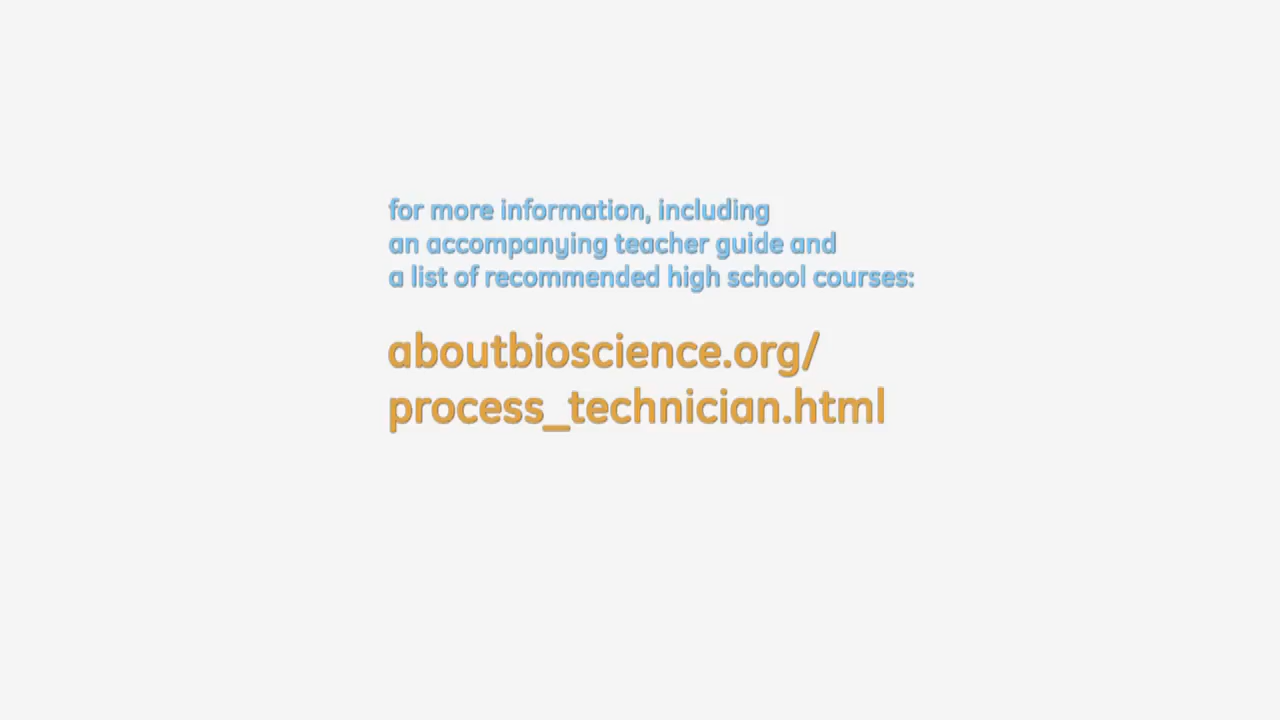 for more information, including
an accompanying teacher guide and
a list of recommended high school courses:
aboutbioscience.org/
process_technician.html